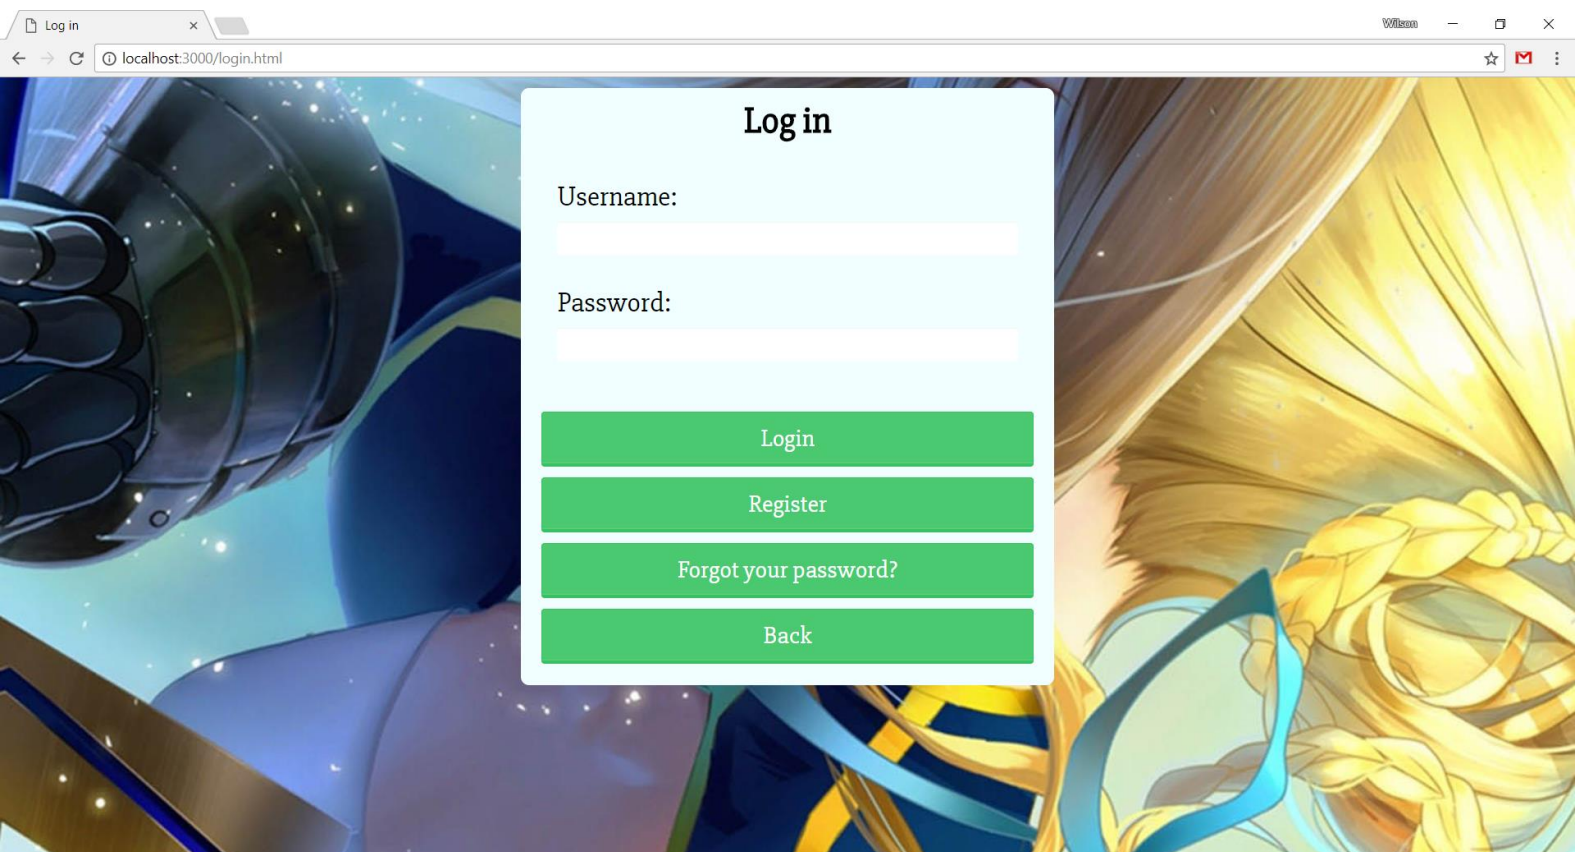 Log in
Wilson
localhost:3000/login.html
Log in
Username:
Password:
Login
Register
Forgot your password?
Back